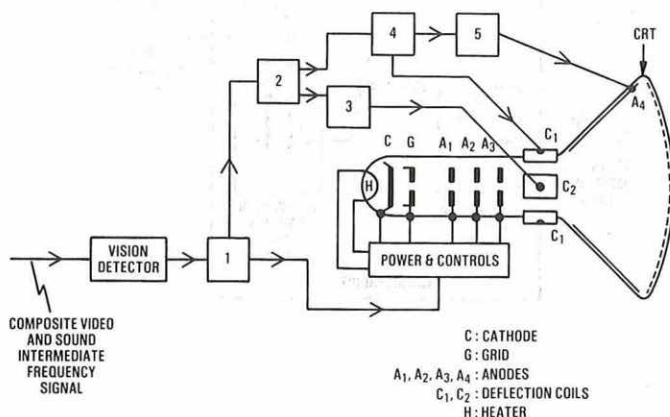 4
5
CRT
2
3
A4
C G A1 A2 A3
C1
H
C2
C1
VISION
DETECTOR
1
POWER & CONTROLS
COMPOSITE VIDEO
AND SOUND
INTERMEDIATE
FREQUENCY
SIGNAL
C : CATHODE
G : GRID
A1, A2, A3, A4 : ANODES
C1, C2 : DEFLECTION COILS
H : HEATER